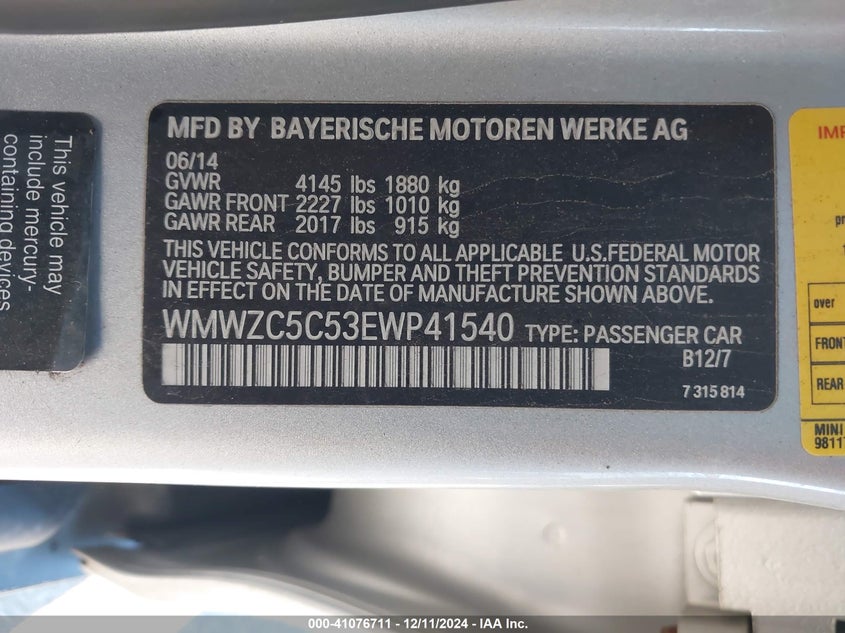 This vehicle may
include mercury-
containing devices
MFD BY BAYERISCHE MOTOREN WERKE AG
06/14
GVWR 4145 lbs 1880 kg
GAWR FRONT 2227 lbs 1010 kg
GAWR REAR 2017 lbs 915 kg
THIS VEHICLE CONFORMS TO ALL APPLICABLE U.S.FEDERAL MOTOR
VEHICLE SAFETY, BUMPER AND THEFT PREVENTION STANDARDS
IN EFFECT ON THE DATE OF MANUFACTURE SHOWN ABOVE.
WMWZC5C53EWP41540 TYPE: PASSENGER CAR
B12/7
7 315 814
over
FRONT
REAR
MINI
000-41076711 - 12/11/2024 - IAA Inc.